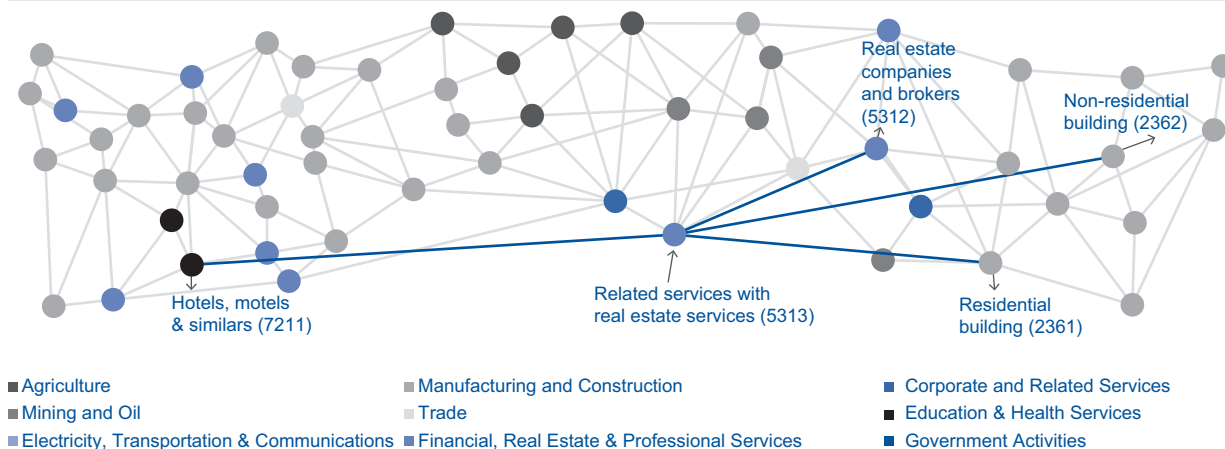 Real estate
companies
and brokers
(5312)
Non-residential
building (2362)
Hotels, motels
& similars (7211)
Related services with
real estate services (5313)
Residential
building (2361)
Agriculture
Manufacturing and Construction
Corporate and Related Services
Mining and Oil
Trade
Education & Health Services
Electricity, Transportation & Communications
Financial, Real Estate & Professional Services
Government Activities